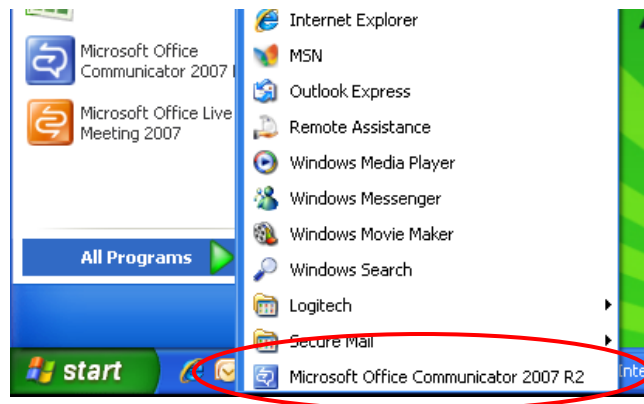 Microsoft Office
Communicator 2007
Microsoft Office Live
Meeting 2007
All Programs
start
Internet Explorer
MSN
Outlook Express
Remote Assistance
Windows Media Player
Windows Messenger
Windows Movie Maker
Windows Search
Logitech
Secure Mail
Microsoft Office Communicator 2007 R2
Inte